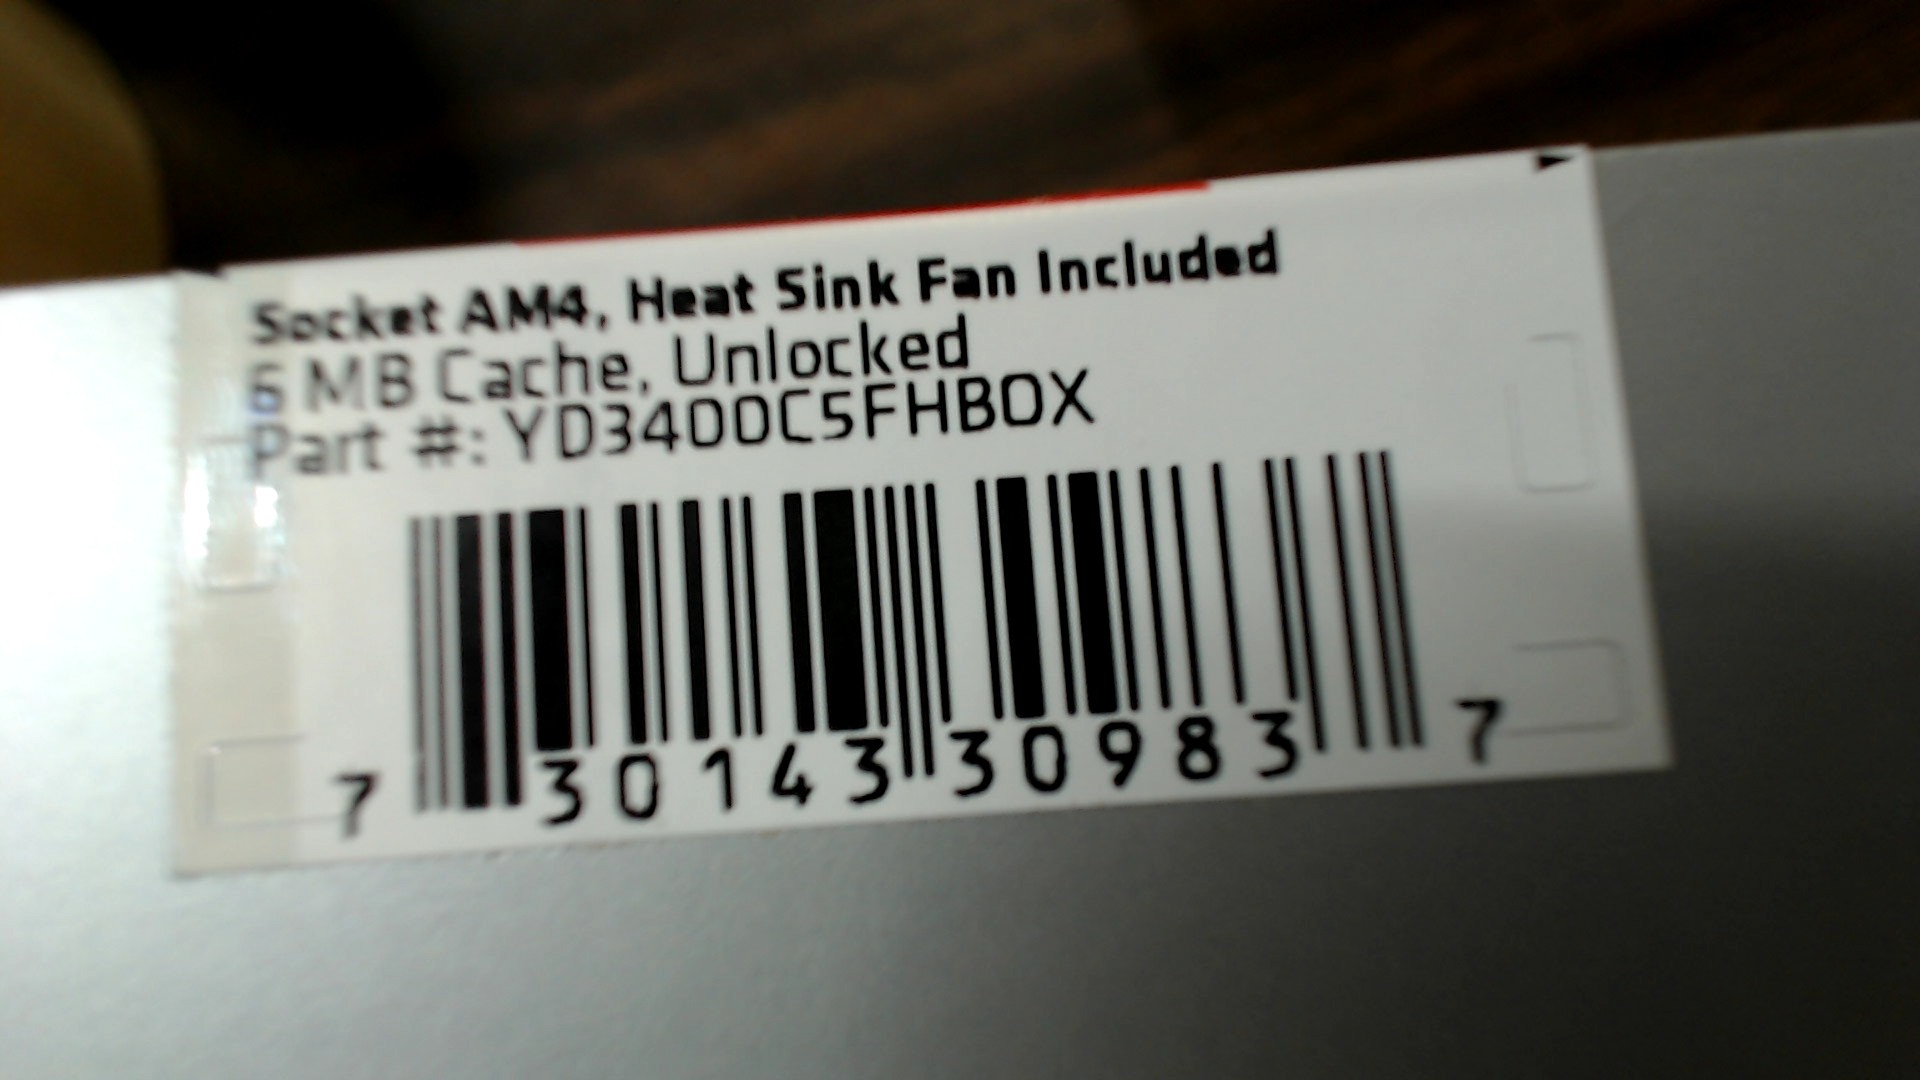 Socket AM4, Heat Sink Fan Included
6 MB Cache, Unlocked
Part #: YD3400C5FHBOX
7 30143 30983 7